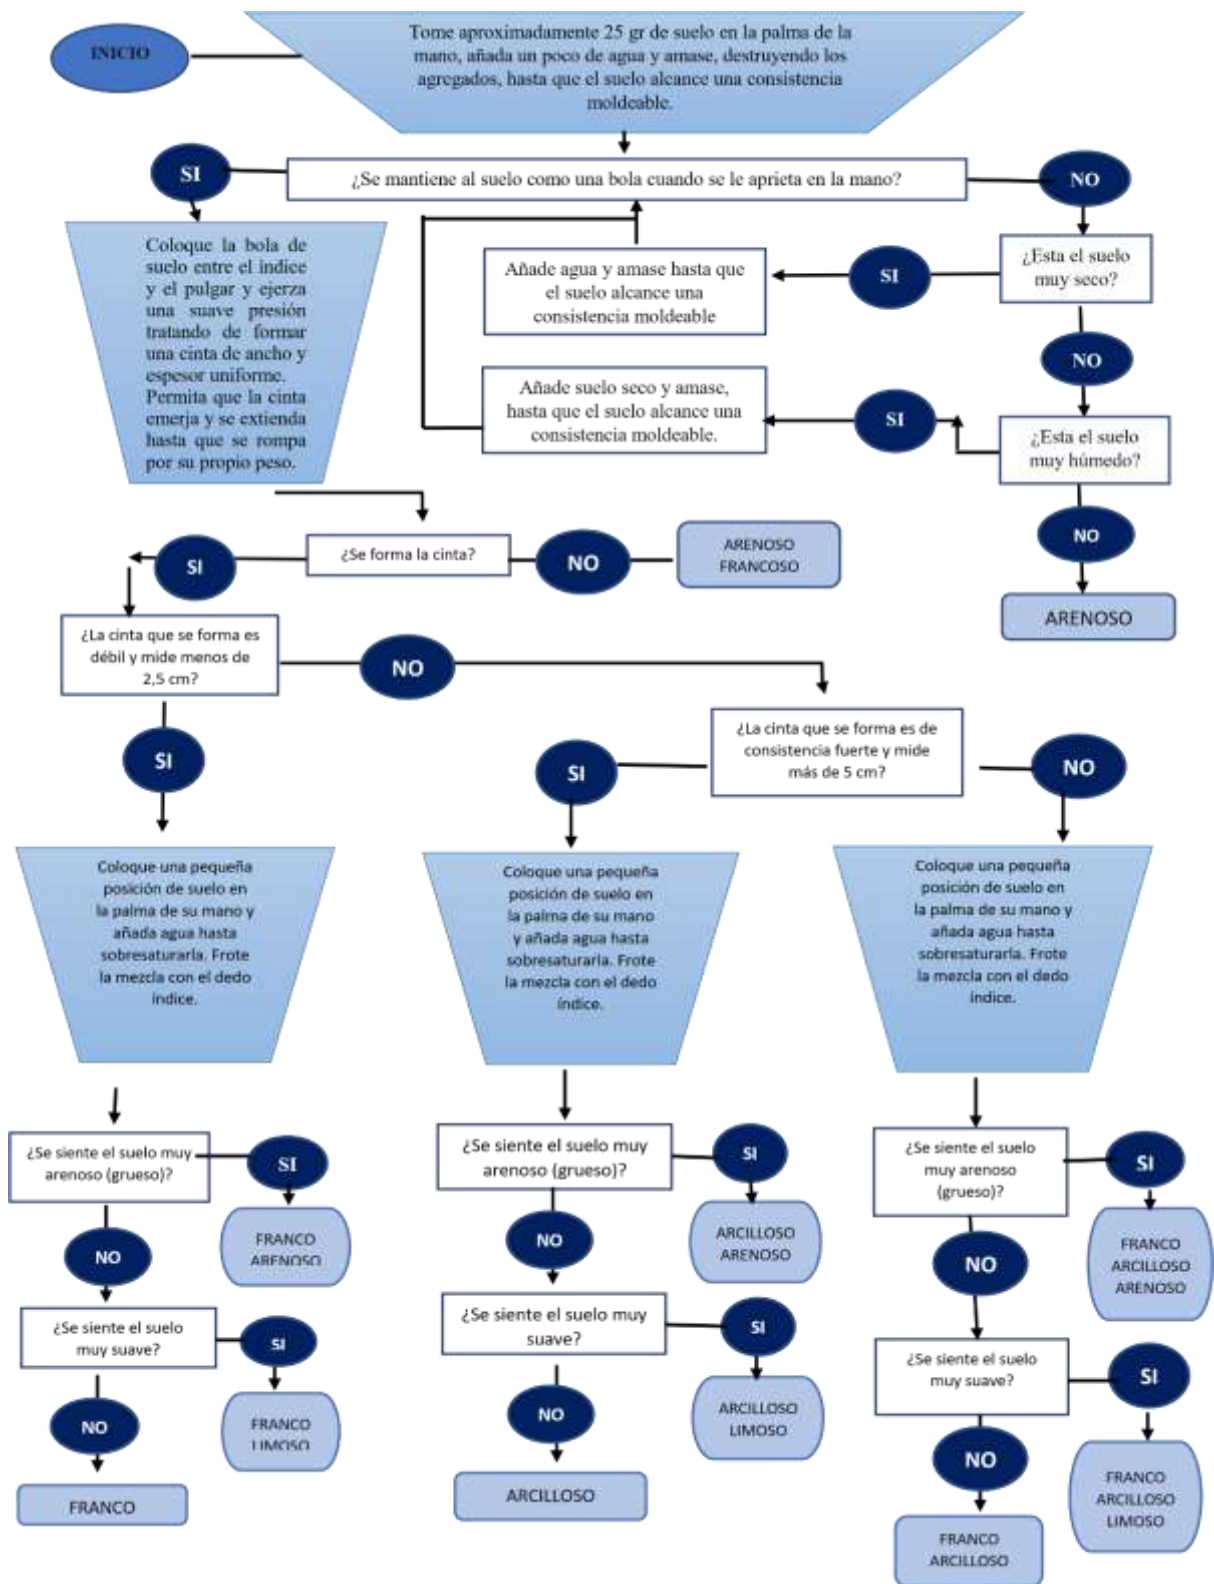 INICIO
Tome aproximadamente 25 gr de suelo en la palma de la
mano, añada un poco de agua y amase, destruyendo los
agregados, hasta que el suelo alcance una consistencia
moldeable.
SI
¿Se mantiene al suelo como una bola cuando se le aprieta en la mano?
NO
Coloque la bola de
suelo entre el índice
y el pulgar y ejerza
una suave presión
tratando de formar
una cinta de ancho y
espesor uniforme.
Permita que la cinta
emerja y se extienda
hasta que se rompa
por su propio peso.
Añade agua y amase hasta que
el suelo alcance una
consistencia moldeable
SI
¿Esta el suelo
muy seco?
NO
Añade suelo seco y amase,
hasta que el suelo alcance una
consistencia moldeable.
SI
¿Esta el suelo
muy húmedo?
NO
ARENOSO
SI
¿Se forma la cinta?
NO
ARENOSO
FRANCOSO
¿La cinta que se forma es
débil y mide menos de
2,5 cm?
NO
SI
¿La cinta que se forma es de
consistencia fuerte y mide
más de 5 cm?
SI
NO
Coloque una pequeña
posición de suelo en
la palma de su mano y
añada agua hasta
sobresaturarla. Frote
la mezcla con el dedo
índice.
Coloque una pequeña
posición de suelo en
la palma de su mano
y añada agua hasta
sobresaturarla. Frote
la mezcla con el dedo
índice.
Coloque una pequeña
posición de suelo en
la palma de su mano y
añada agua hasta
sobresaturarla. Frote
la mezcla con el dedo
índice.
¿Se siente el suelo muy
arenoso (grueso)?
SI
FRANCO
ARENOSO
NO
¿Se siente el suelo
muy suave?
SI
FRANCO
LIMOSO
NO
FRANCO
¿Se siente el suelo muy
arenoso (grueso)?
SI
ARCILLOSO
ARENOSO
NO
¿Se siente el suelo muy
suave?
SI
ARCILLOSO
LIMOSO
NO
ARCILLOSO
¿Se siente el suelo
muy arenoso
(grueso)?
SI
FRANCO
ARCILLOSO
ARENOSO
NO
¿Se siente el suelo
muy suave?
SI
FRANCO
ARCILLOSO
LIMOSO
NO
FRANCO
ARCILLOSO